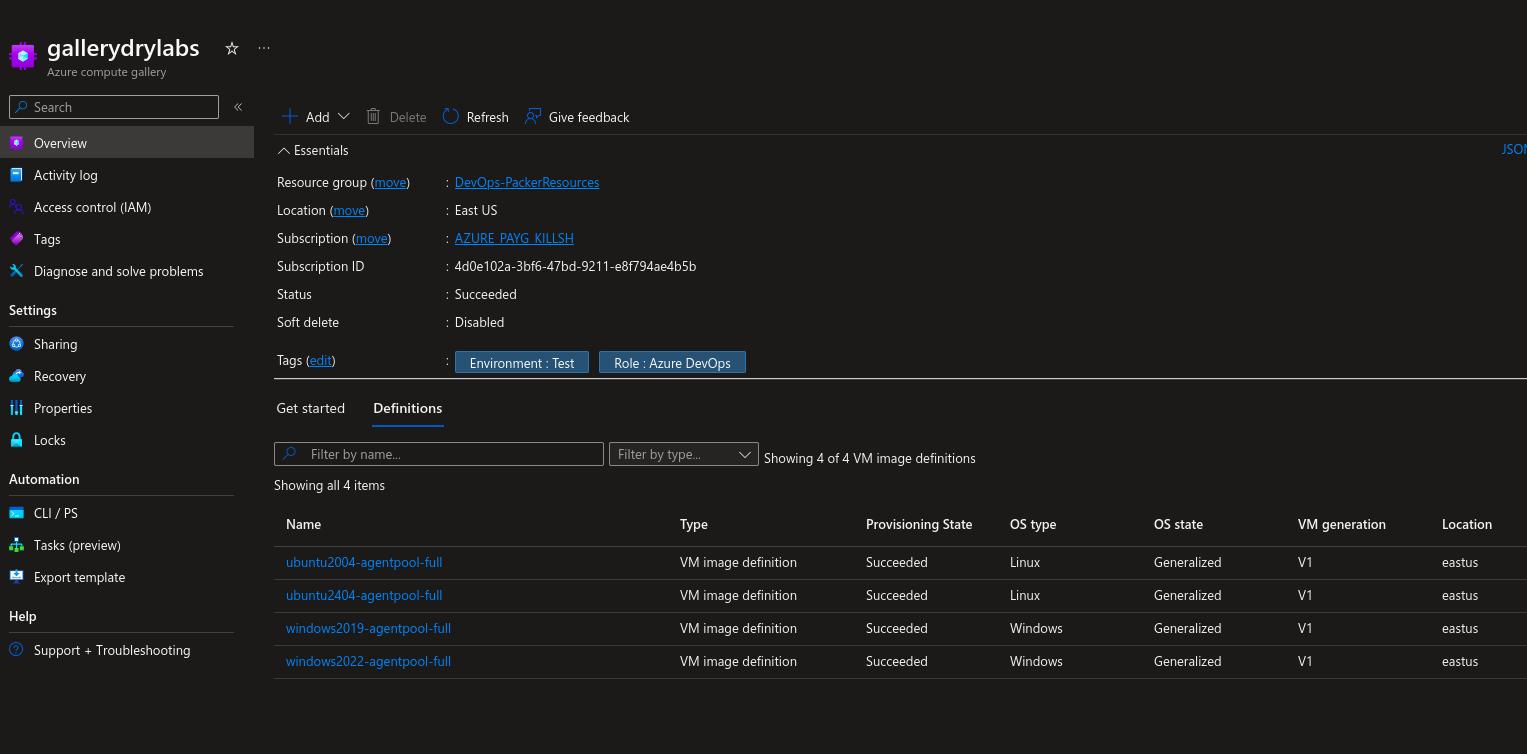 gallerydrylabs
Azure compute gallery
Search
Overview
Activity log
Access control (IAM)
Tags
Diagnose and solve problems
Settings
Sharing
Recovery
Properties
Locks
Automation
CLI / PS
Tasks (preview)
Export template
Help
Support + Troubleshooting
Add Delete Refresh Give feedback
Essentials JSON
Resource group (move) : DevOps-PackerResources
Location (move) : East US
Subscription (move) : AZURE_PAYG_KILLSH
Subscription ID : 4d0e102a-3bf6-47bd-9211-e8f794ae4b5b
Status : Succeeded
Soft delete : Disabled
Tags (edit) : Environment : Test Role : Azure DevOps
Get started Definitions
Filter by name... Filter by type... Showing 4 of 4 VM image definitions
Showing all 4 items
Name Type Provisioning State OS type OS state VM generation Location
ubuntu2004-agentpool-full VM image definition Succeeded Linux Generalized V1 eastus
ubuntu2404-agentpool-full VM image definition Succeeded Linux Generalized V1 eastus
windows2019-agentpool-full VM image definition Succeeded Windows Generalized V1 eastus
windows2022-agentpool-full VM image definition Succeeded Windows Generalized V1 eastus